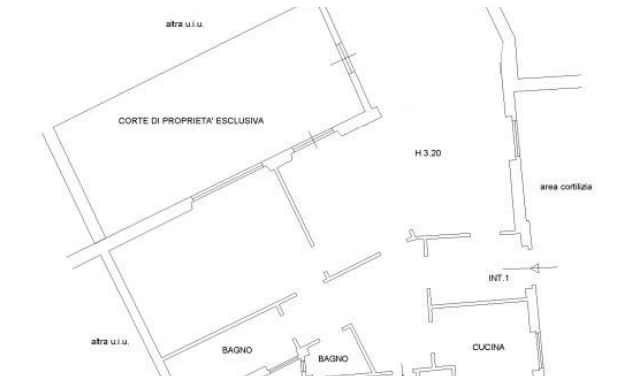 altra u.i.u.
CORTE DI PROPRIETA' ESCLUSIVA
H 3.20
area cortilizia
INT.1
altra u.i.u.
BAGNO
BAGNO
CUCINA